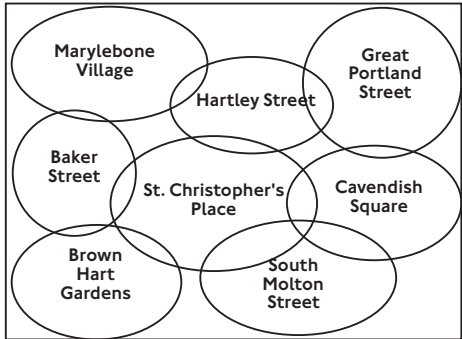 Marylebone
Village
Great
Portland
Street
Hartley Street
Baker
Street
St. Christopher's
Place
Cavendish
Square
Brown
Hart
Gardens
South
Molton
Street